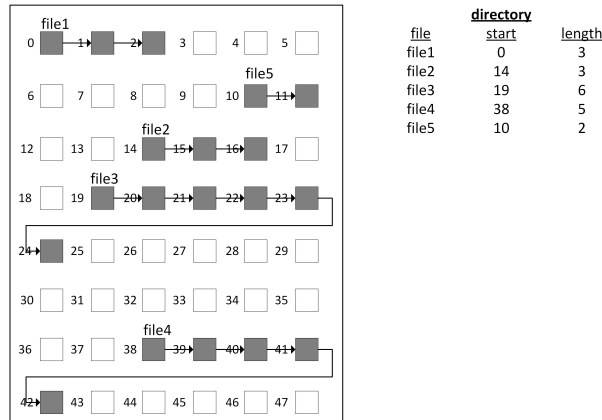 file1
0 1 2 3 4 5
file5
6 7 8 9 10 11
file2
12 13 14 15 16 17
file3
18 19 20 21 22 23
24 25 26 27 28 29
30 31 32 33 34 35
file4
36 37 38 39 40 41
42 43 44 45 46 47
directory
file start length
file1 0 3
file2 14 3
file3 19 6
file4 38 5
file5 10 2